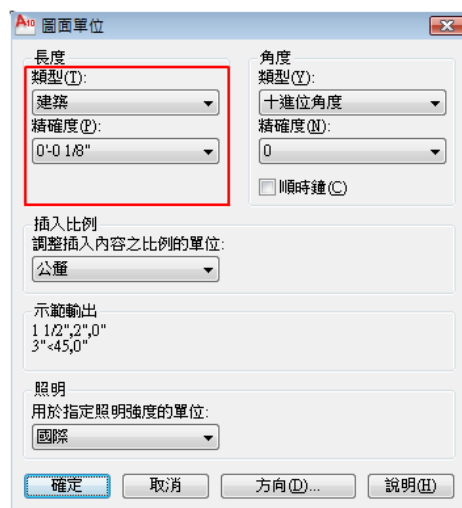 A10 圖面單位
長度
類型(T):
建築
精確度(P):
0'-0 1/8"
角度
類型(Y):
十進位角度
精確度(N):
0
順時鐘(C)
插入比例
調整插入內容之比例的單位:
公釐
示範輸出
1 1/2",2",0"
3"<45,0"
照明
用於指定照明強度的單位:
國際
確定 取消 方向(D)... 說明(H)